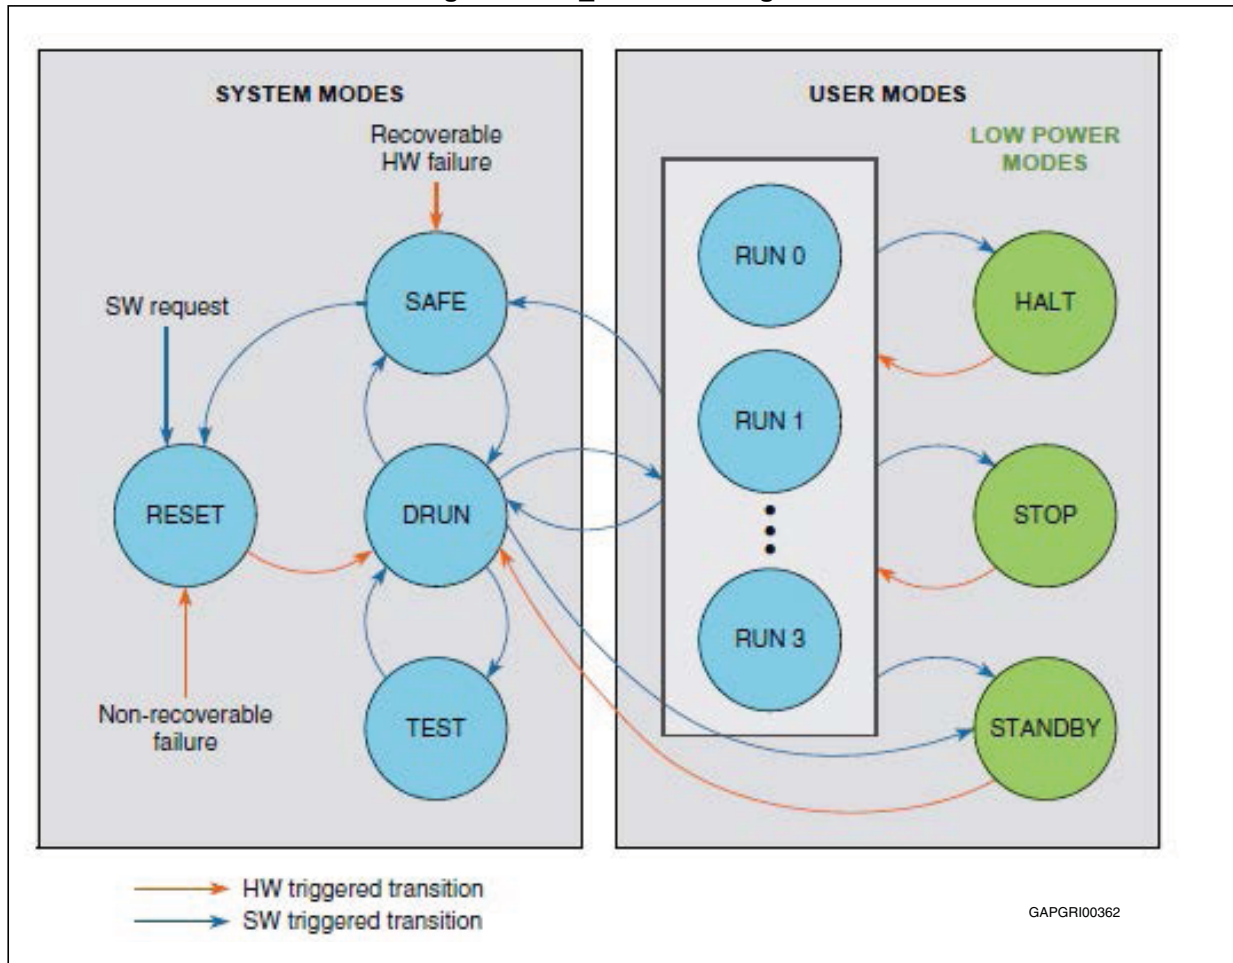 SYSTEM MODES
Recoverable
HW failure
SAFE
SW request
RESET
DRUN
Non-recoverable
failure
TEST
USER MODES
LOW POWER
MODES
RUN 0
HALT
RUN 1
STOP
RUN 3
STANDBY
HW triggered transition
SW triggered transition
GAPGRI00362